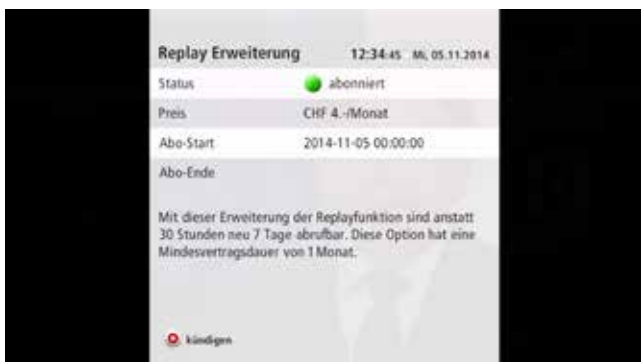 Replay Erweiterung 12:34:45 Mi, 05.11.2014
Status abonniert
Preis CHF 4.-/Monat
Abo-Start 2014-11-05 00:00:00
Abo-Ende
Mit dieser Erweiterung der Replayfunktion sind anstatt
30 Stunden neu 7 Tage abrufbar. Diese Option hat eine
Mindesvertragsdauer von 1 Monat.
kündigen